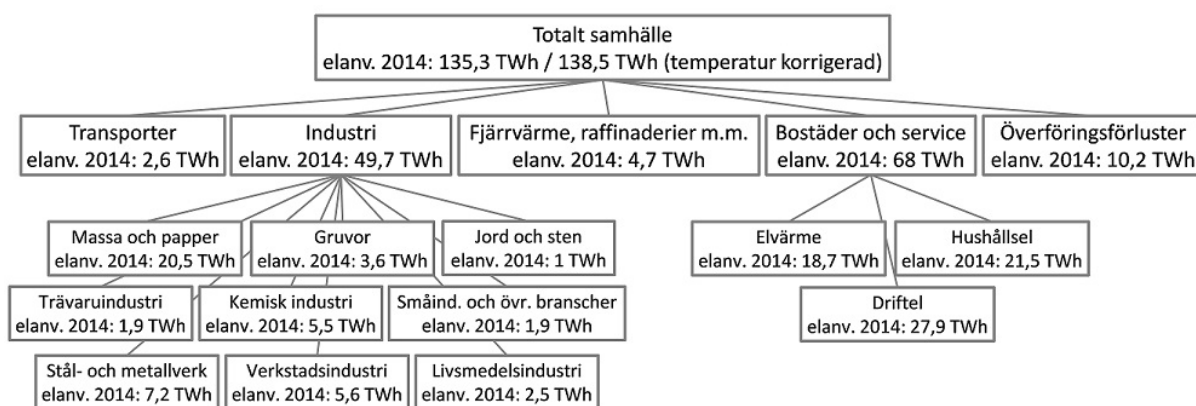 Totalt samhälle
elanv. 2014: 135,3 TWh / 138,5 TWh (temperatur korrigerad)
Transporter
elanv. 2014: 2,6 TWh
Industri
elanv. 2014: 49,7 TWh
Fjärrvärme, raffinaderier m.m.
elanv. 2014: 4,7 TWh
Bostäder och service
elanv. 2014: 68 TWh
Överföringsförluster
elanv. 2014: 10,2 TWh
Massa och papper
elanv. 2014: 20,5 TWh
Gruvor
elanv. 2014: 3,6 TWh
Jord och sten
elanv. 2014: 1 TWh
Elvärme
elanv. 2014: 18,7 TWh
Hushållsel
elanv. 2014: 21,5 TWh
Trävaruindustri
elanv. 2014: 1,9 TWh
Kemisk industri
elanv. 2014: 5,5 TWh
Småind. och övr. branscher
elanv. 2014: 1,9 TWh
Driftel
elanv. 2014: 27,9 TWh
Stål- och metallverk
elanv. 2014: 7,2 TWh
Verkstadsindustri
elanv. 2014: 5,6 TWh
Livsmedelsindustri
elanv. 2014: 2,5 TWh